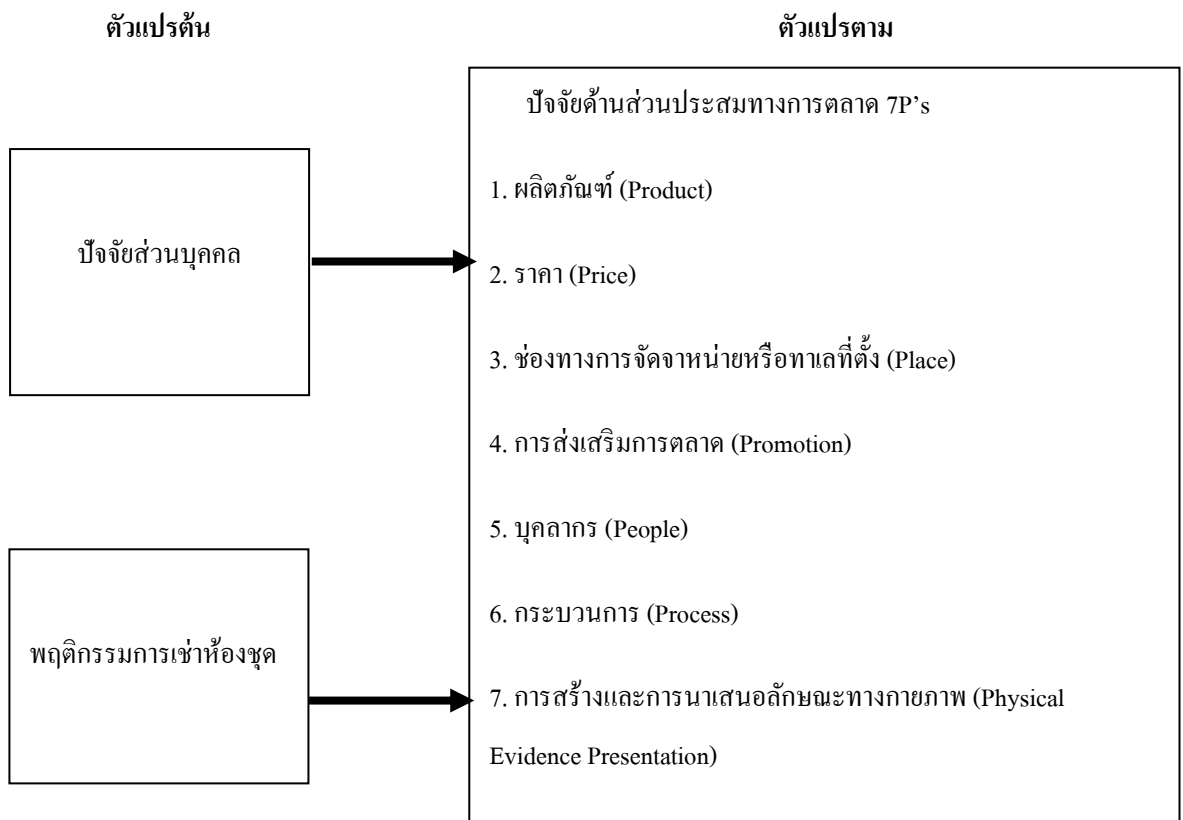 ตัวแปรต้น
ตัวแปรตาม
ปัจจัยส่วนบุคคล
พฤติกรรมการเช่าห้องชุด
ปัจจัยด้านส่วนประสมทางการตลาด 7P’s
1. ผลิตภัณฑ์ (Product)
2. ราคา (Price)
3. ช่องทางการจัดจาหน่ายหรือทาเลที่ตั้ง (Place)
4. การส่งเสริมการตลาด (Promotion)
5. บุคลากร (People)
6. กระบวนการ (Process)
7. การสร้างและการนาเสนอลักษณะทางกายภาพ (Physical
Evidence Presentation)